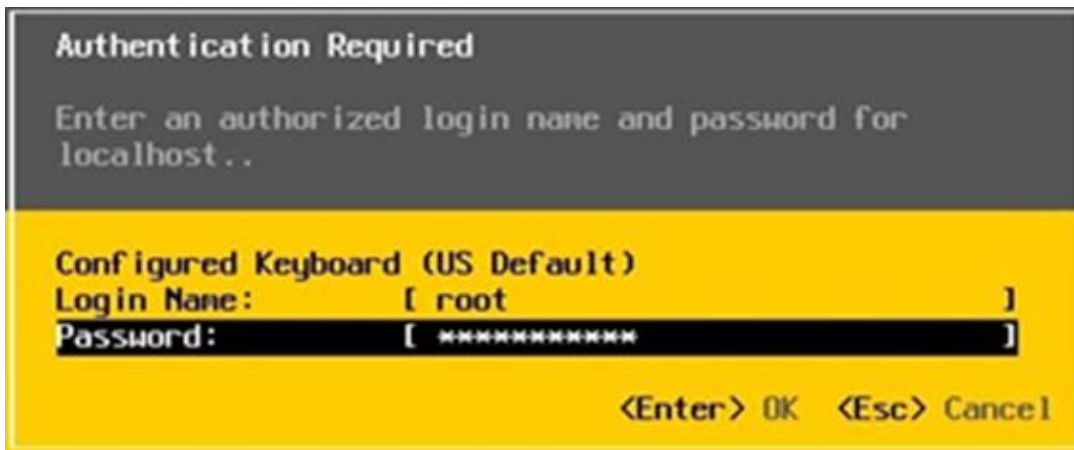 Authentication Required
Enter an authorized login name and password for
localhost..
Configured Keyboard (US Default)
Login Name: [ root ]
Password: [ *********** ]
<Enter> OK <Esc> Cancel